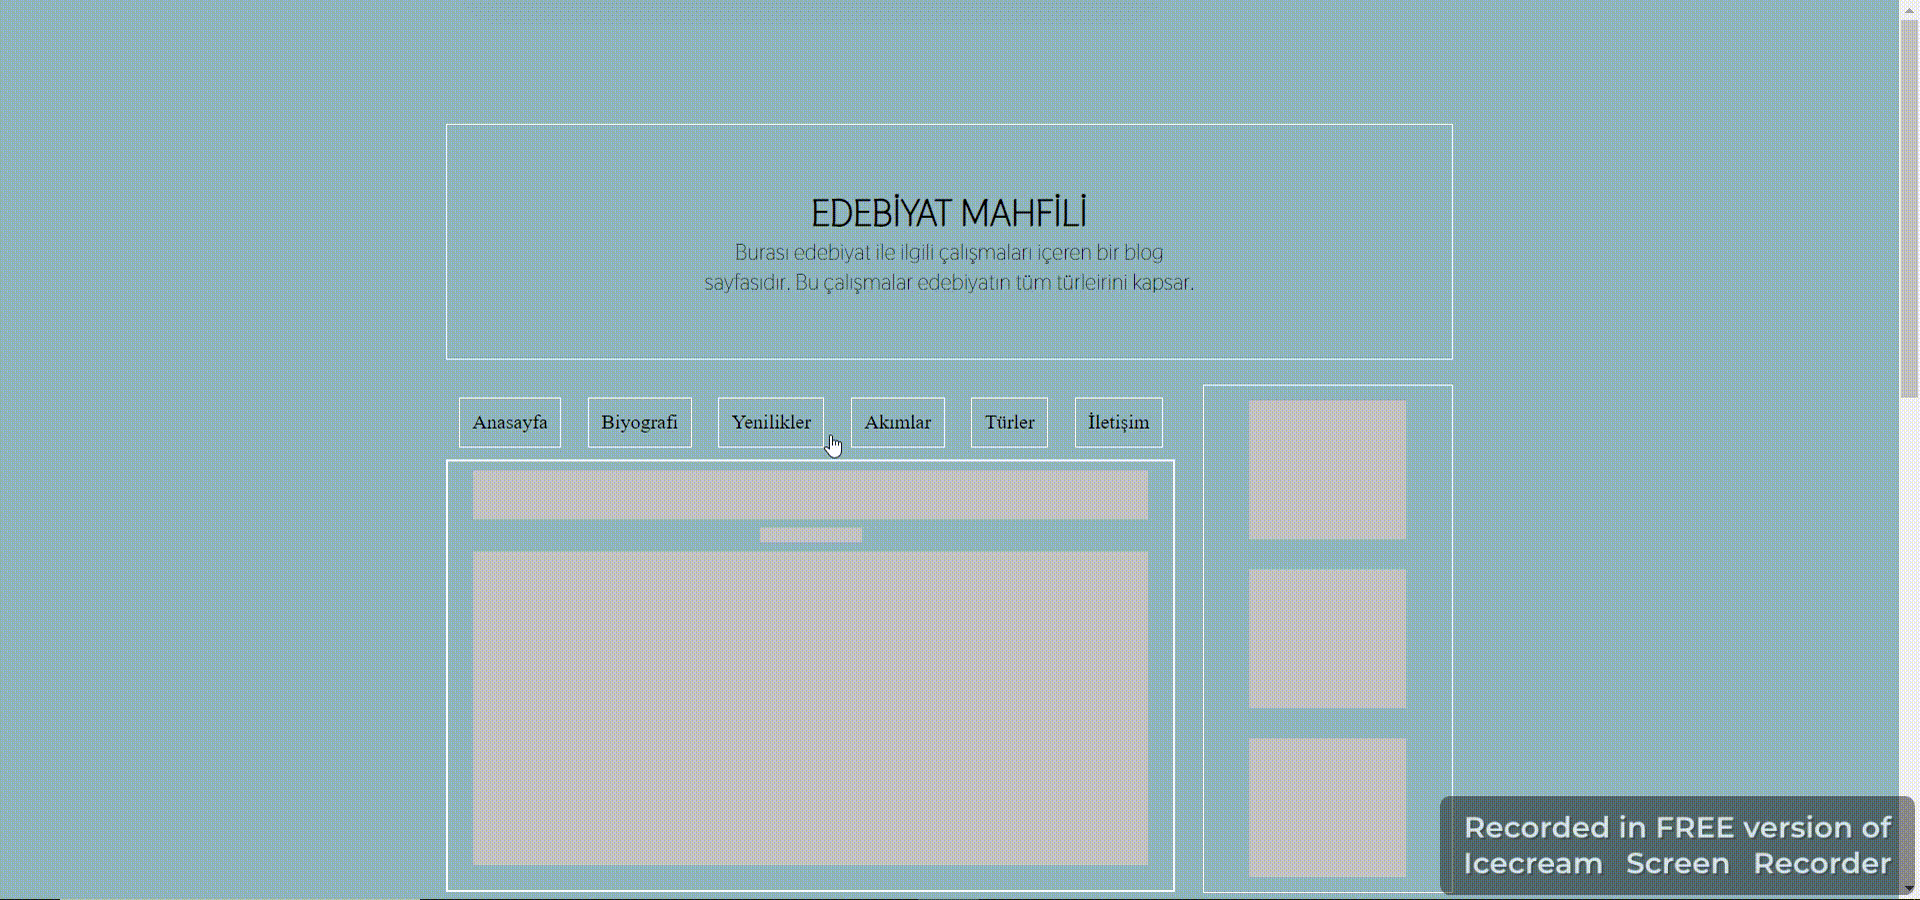 EDEBİYAT MAHFİLİ
Burası edebiyat ile ilgili çalışmaları içeren bir blog
sayfasıdır. Bu çalışmalar edebiyatın tüm türleirini kapsar.
Anasayfa Biyografi Yenilikler Akımlar Türler İletişim
Recorded in FREE version of
Icecream Screen Recorder